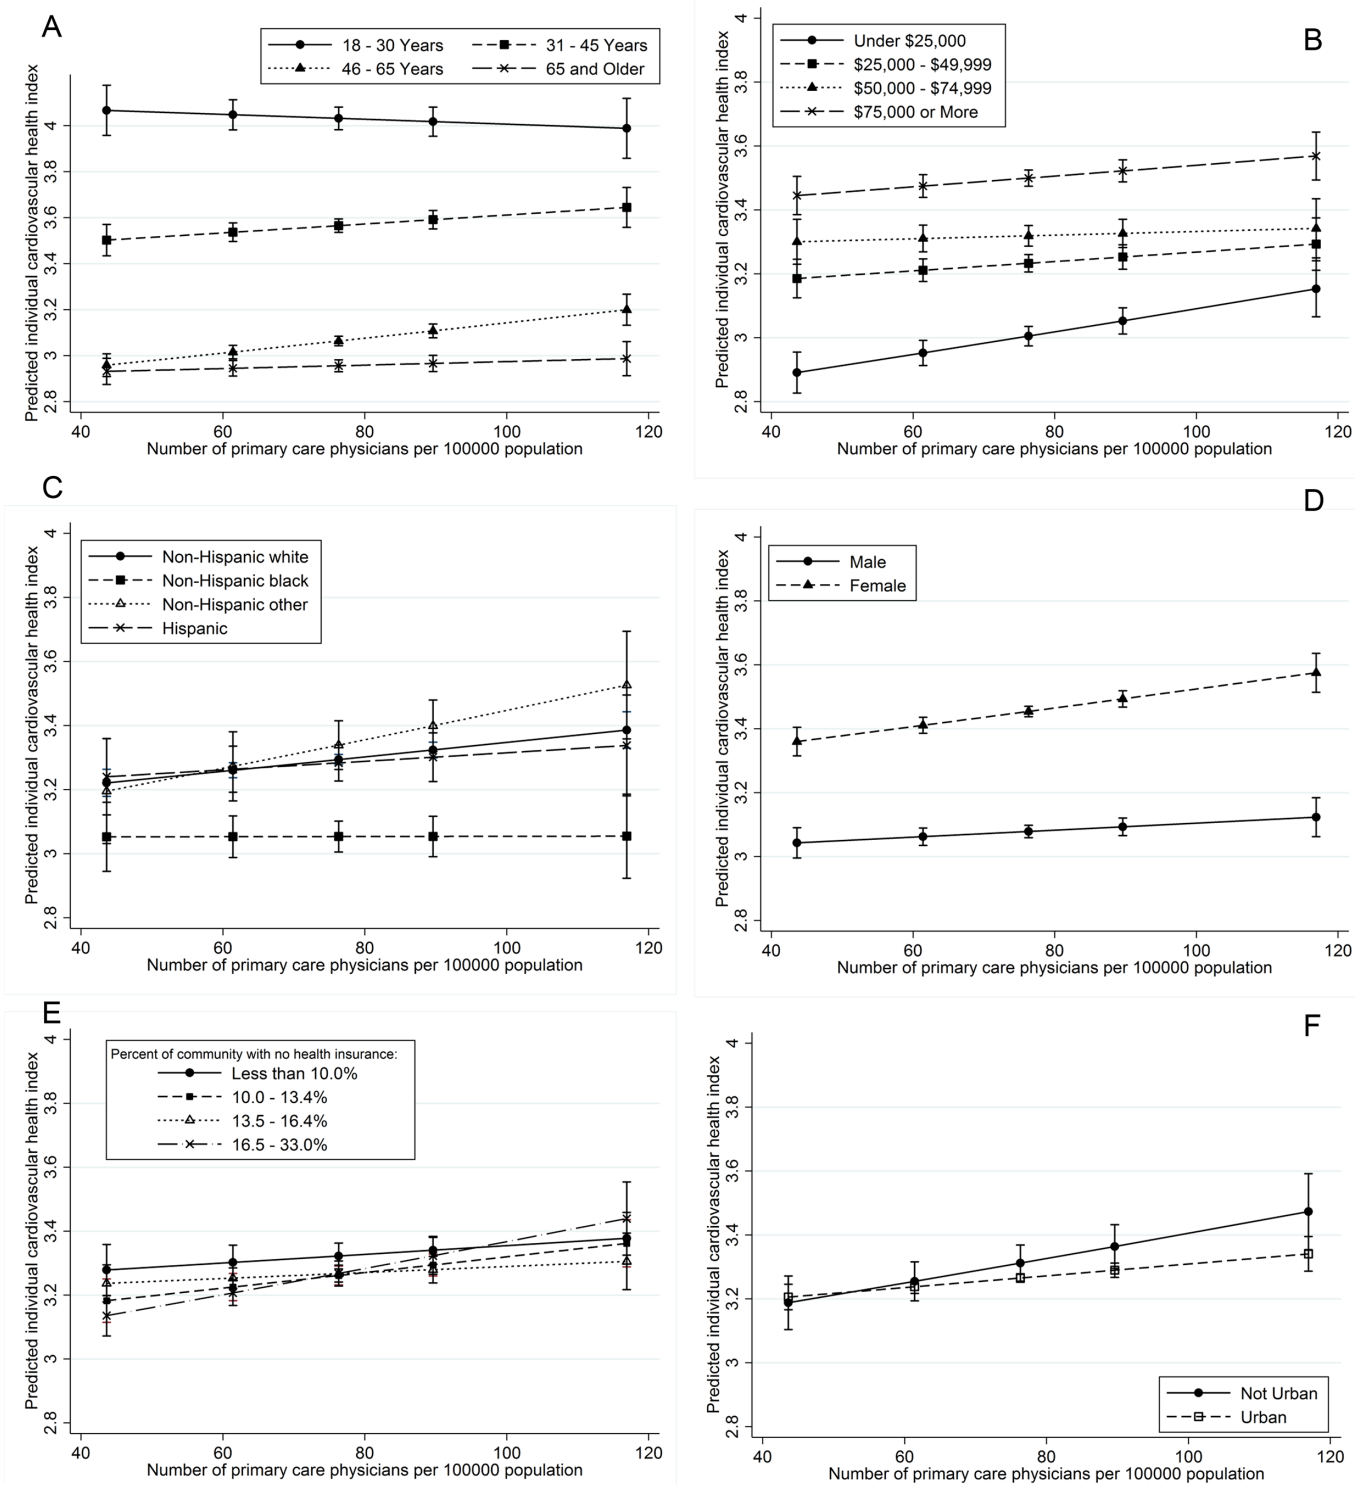 A
18 - 30 Years
31 - 45 Years
46 - 65 Years
65 and Older
Predicted individual cardiovascular health index
4
3.8
3.6
3.4
3.2
3
2.8
40
60
80
100
120
Number of primary care physicians per 100000 population
B
Under $25,000
$25,000 - $49,999
$50,000 - $74,999
$75,000 or More
Predicted individual cardiovascular health index
4
3.8
3.6
3.4
3.2
3
2.8
40
60
80
100
120
Number of primary care physicians per 100000 population
C
Non-Hispanic white
Non-Hispanic black
Non-Hispanic other
Hispanic
Predicted individual cardiovascular health index
4
3.8
3.6
3.4
3.2
3
2.8
40
60
80
100
120
Number of primary care physicians per 100000 population
D
Male
Female
Predicted individual cardiovascular health index
4
3.8
3.6
3.4
3.2
3
2.8
40
60
80
100
120
Number of primary care physicians per 100000 population
E
Percent of community with no health insurance:
Less than 10.0%
10.0 - 13.4%
13.5 - 16.4%
16.5 - 33.0%
Predicted individual cardiovascular health index
4
3.8
3.6
3.4
3.2
3
2.8
40
60
80
100
120
Number of primary care physicians per 100000 population
F
Predicted individual cardiovascular health index
4
3.8
3.6
3.4
3.2
3
2.8
Not Urban
Urban
40
60
80
100
120
Number of primary care physicians per 100000 population